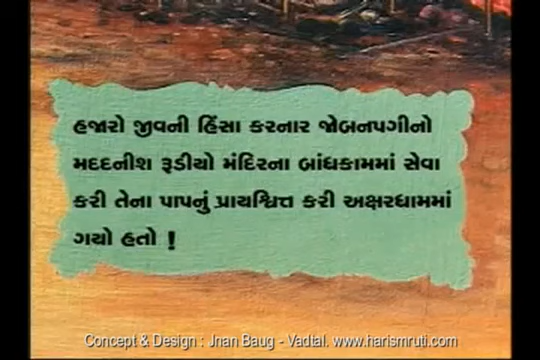 હજારો જીવની હિંસા કરનાર જોબનપગીનો
મદદનીશ રૂડીયો મંદિરના બાંધકામમાં સેવા
કરી તેના પાપનું પ્રાયશ્ચિત્ત કરી અક્ષરધામમાં
ગયો હતો !
Concept & Design : Jnan Baug - Vadtal. www.harismruti.com